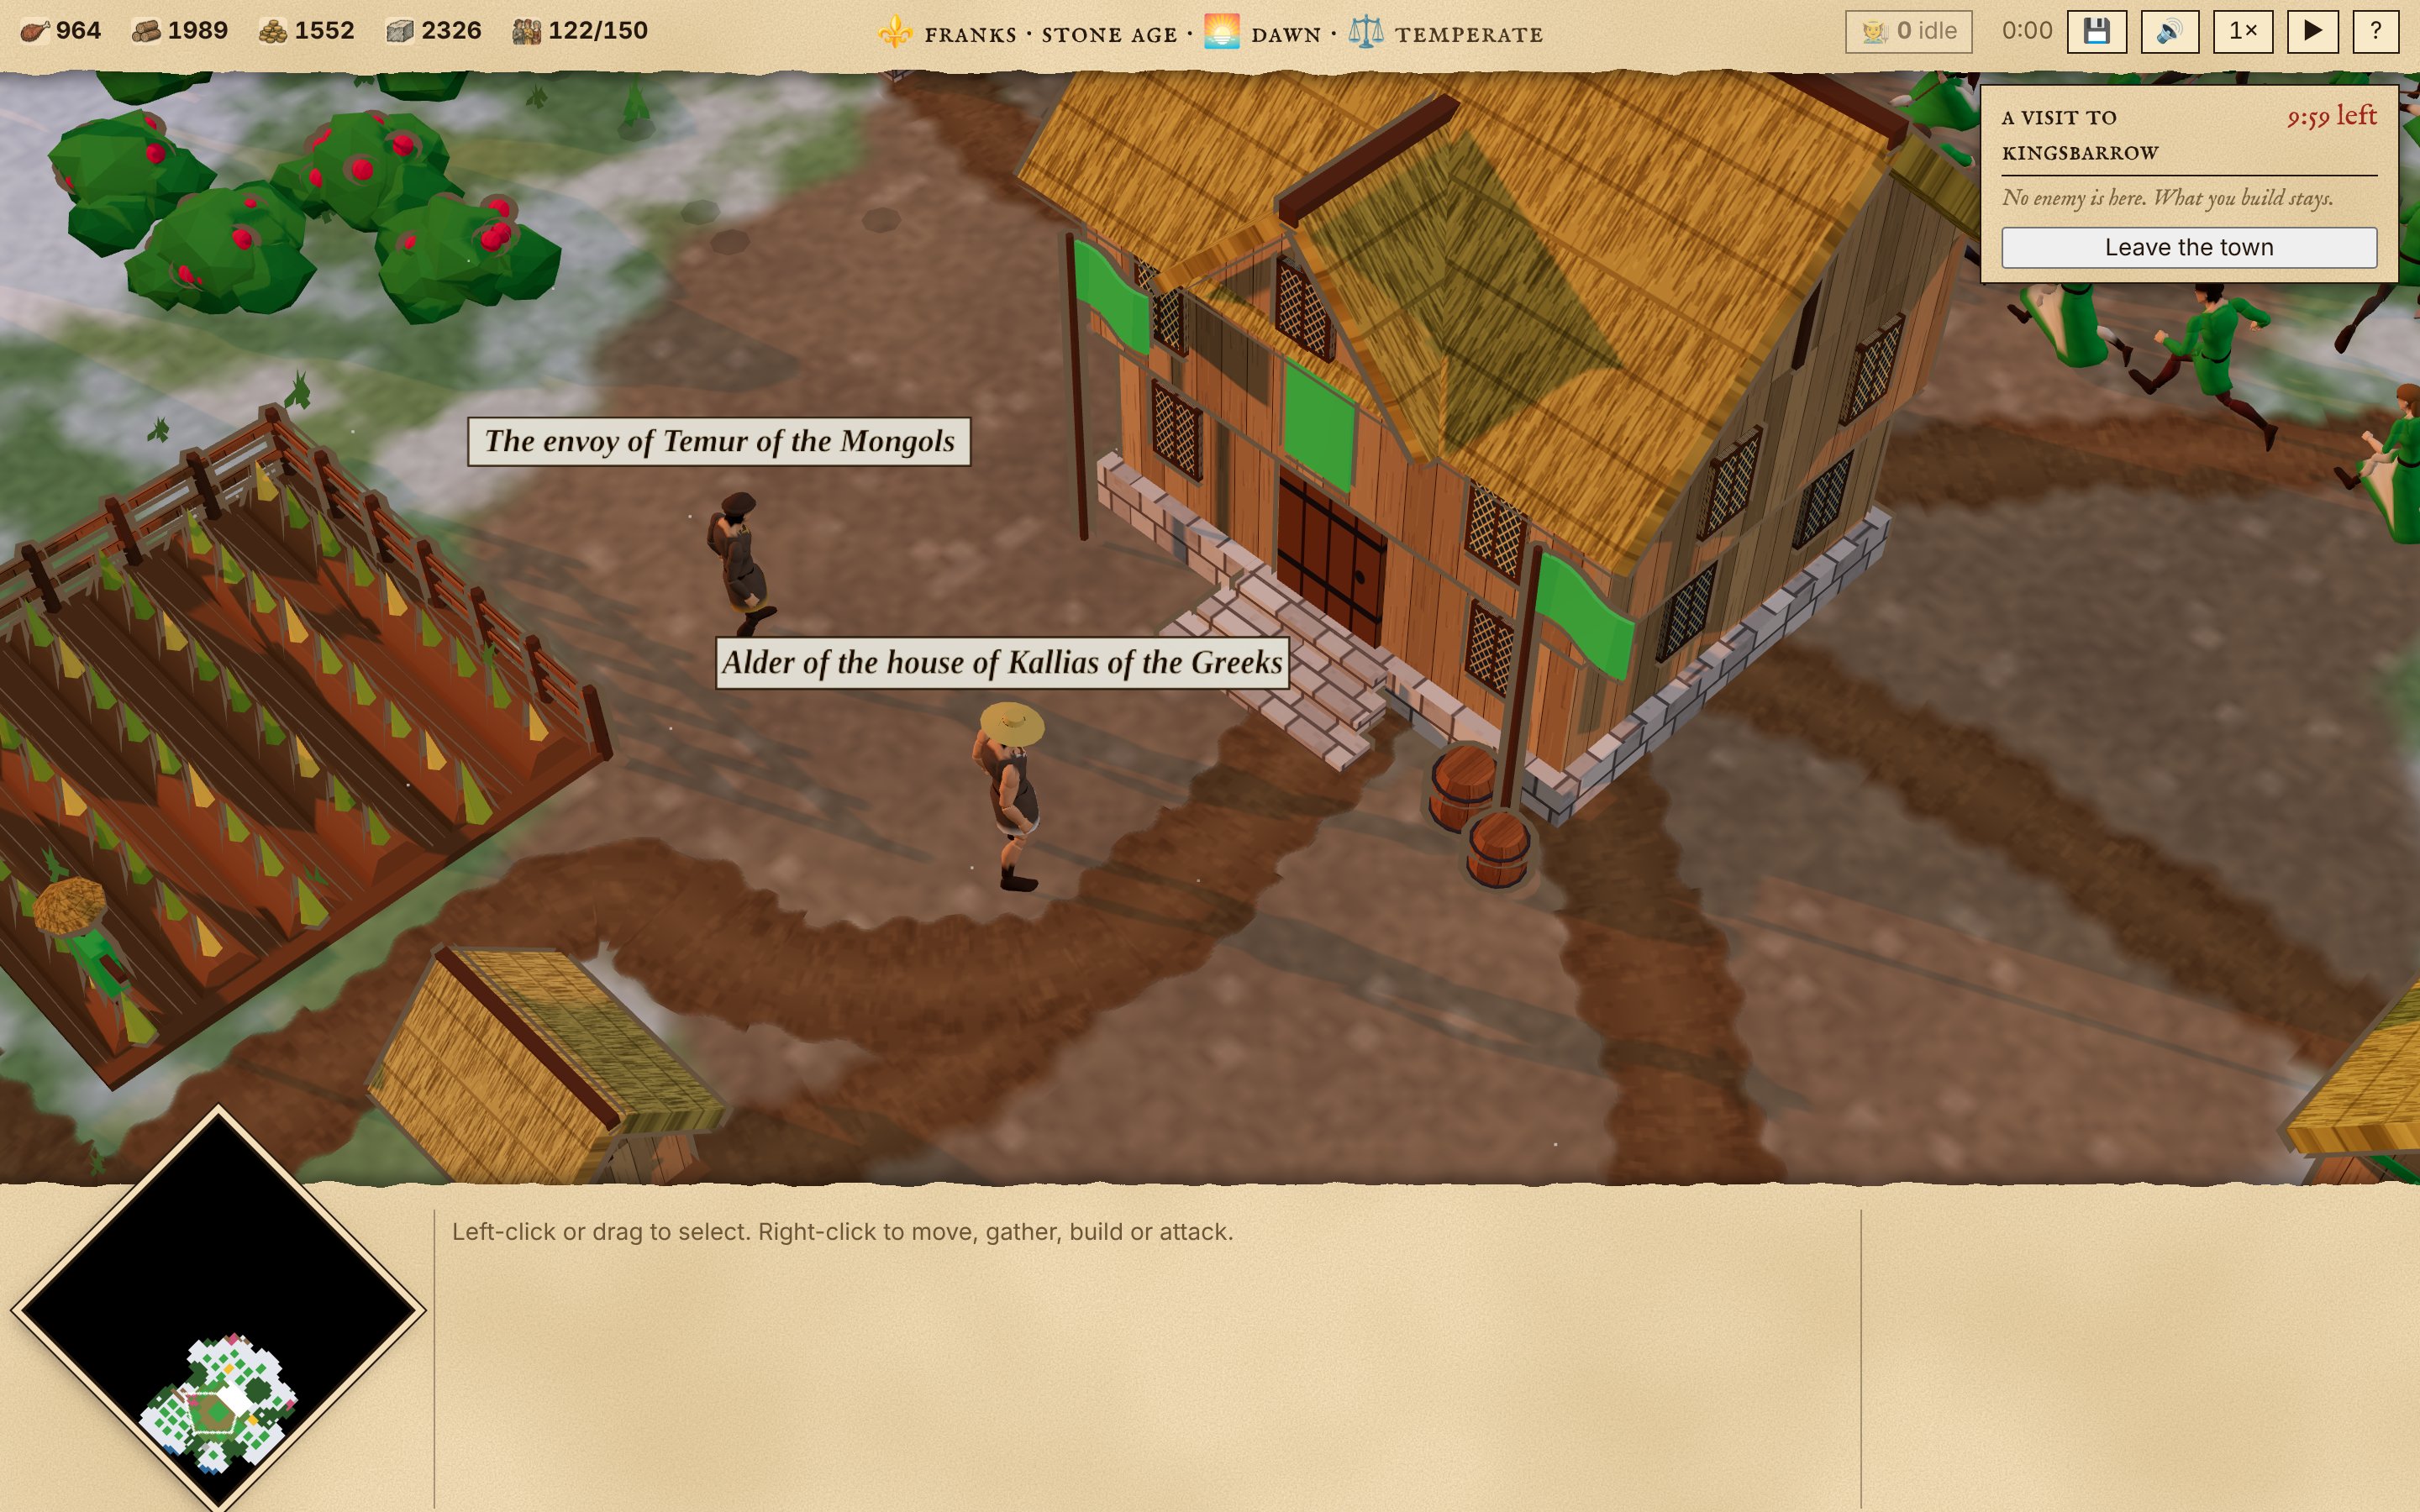 964 1989 1552 2326 122/150
FRANKS · STONE AGE · DAWN · TEMPERATE
0 idle 0:00 1× ?
A VISIT TO KINGSBARROW
9:59 left
No enemy is here. What you build stays.
Leave the town
The envoy of Temur of the Mongols
Alder of the house of Kallias of the Greeks
Left-click or drag to select. Right-click to move, gather, build or attack.